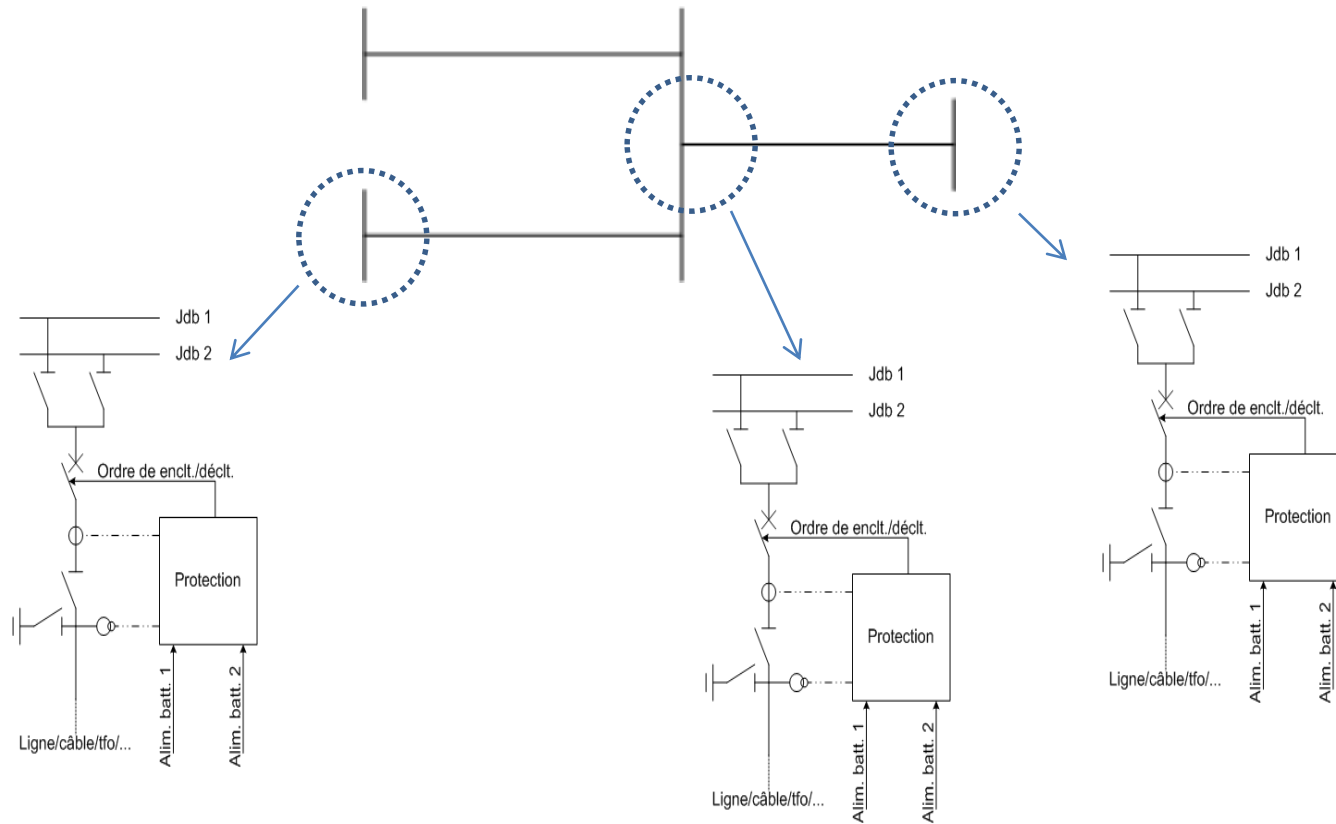 Jdb 1
Jdb 2
Ordre de enclt./déclt.
Protection
Alim. batt. 1
Alim. batt. 2
Ligne/câble/tfo/...
Jdb 1
Jdb 2
Ordre de enclt./déclt.
Protection
Alim. batt. 1
Alim. batt. 2
Ligne/câble/tfo/...
Jdb 1
Jdb 2
Ordre de enclt./déclt.
Protection
Alim. batt. 1
Alim. batt. 2
Ligne/câble/tfo/...